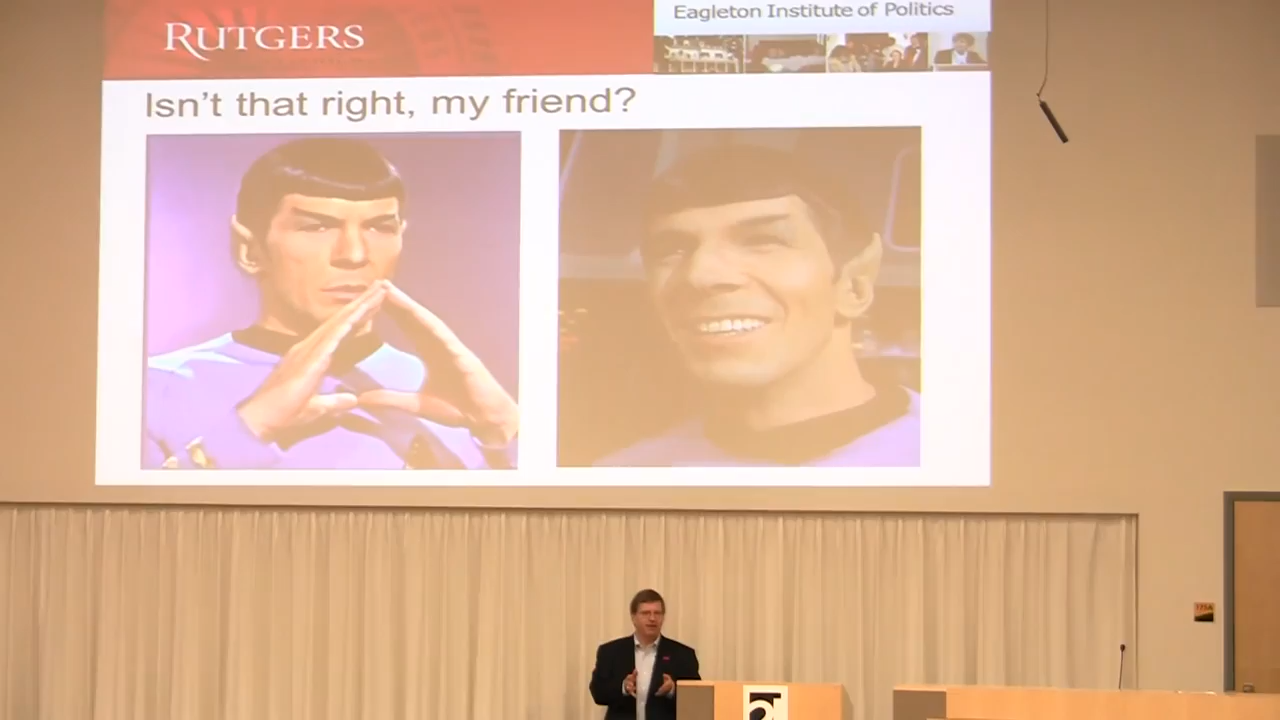 RUTGERS
Eagleton Institute of Politics
Isn't that right, my friend?